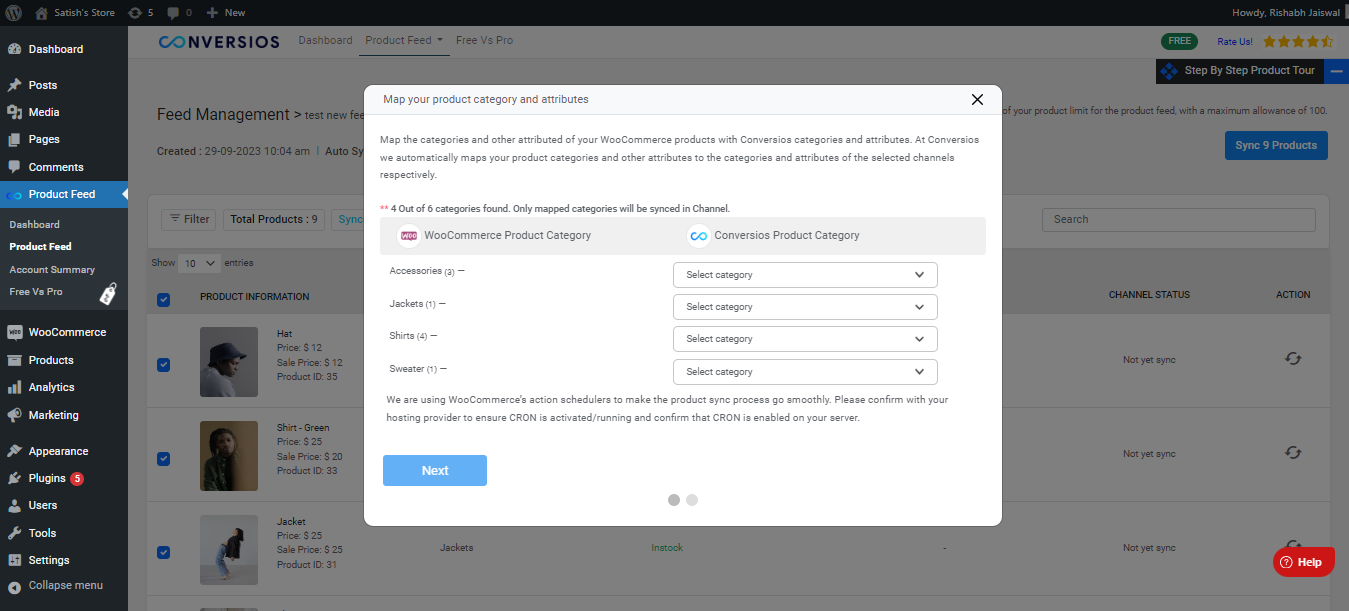 Satish's Store 5 0 New Howdy, Rishabh Jaiswal
Dashboard
Posts
Media
Pages
Comments
Product Feed
Dashboard
Product Feed
Account Summary
Free Vs Pro
WooCommerce
Products
Analytics
Marketing
Appearance
Plugins 5
Users
Tools
Settings
Collapse menu
CONVERSIOS Dashboard Product Feed Free Vs Pro FREE Rate Us!
Step By Step Product Tour
Feed Management > test new fee
of your product limit for the product feed, with a maximum allowance of 100.
Created : 29-09-2023 10:04 am | Auto Sy
Sync 9 Products
Filter Total Products : 9 Sync Search
Show 10 entries
PRODUCT INFORMATION CHANNEL STATUS ACTION
Hat
Price: $ 12
Sale Price: $ 12
Product ID: 35
Not yet sync
Shirt - Green
Price: $ 25
Sale Price: $ 20
Product ID: 33
Not yet sync
Jacket
Price: $ 25
Sale Price: $ 25
Product ID: 31
Jackets Instock - Not yet sync
Map your product category and attributes
Map the categories and other attributed of your WooCommerce products with Conversios categories and attributes. At Conversios
we automatically maps your product categories and other attributes to the categories and attributes of the selected channels
respectively.
** 4 Out of 6 categories found. Only mapped categories will be synced in Channel.
WOO WooCommerce Product Category Conversios Product Category
Accessories (3) — Select category
Jackets (1) — Select category
Shirts (4) — Select category
Sweater (1) — Select category
We are using WooCommerce's action schedulers to make the product sync process go smoothly. Please confirm with your
hosting provider to ensure CRON is activated/running and confirm that CRON is enabled on your server.
Next
Help